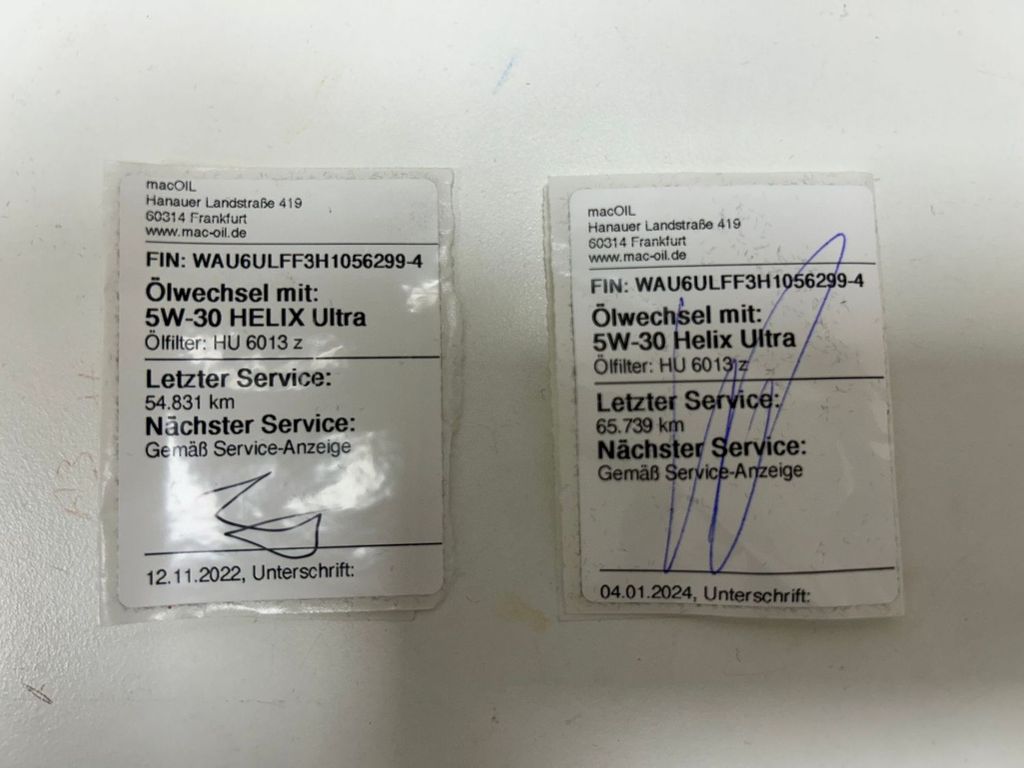 macOIL
Hanauer Landstraße 419
60314 Frankfurt
www.mac-oil.de
FIN: WAU6ULFF3H1056299-4
Ölwechsel mit:
5W-30 HELIX Ultra
Ölfilter: HU 6013 z
Letzter Service:
54.831 km
Nächster Service:
Gemäß Service-Anzeige
12.11.2022, Unterschrift:
macOIL
Hanauer Landstraße 419
60314 Frankfurt
www.mac-oil.de
FIN: WAU6ULFF3H1056299-4
Ölwechsel mit:
5W-30 Helix Ultra
Ölfilter: HU 6013 z
Letzter Service:
65.739 km
Nächster Service:
Gemäß Service-Anzeige
04.01.2024, Unterschrift: